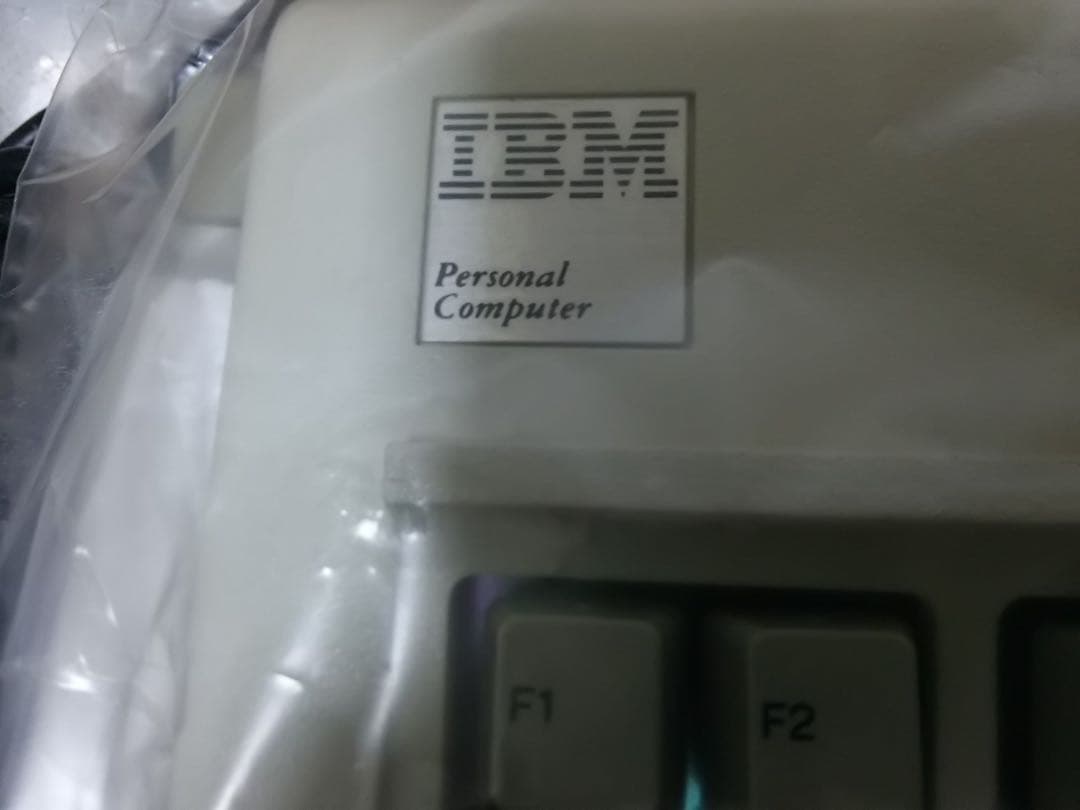 IBM
Personal
Computer
F1
F2